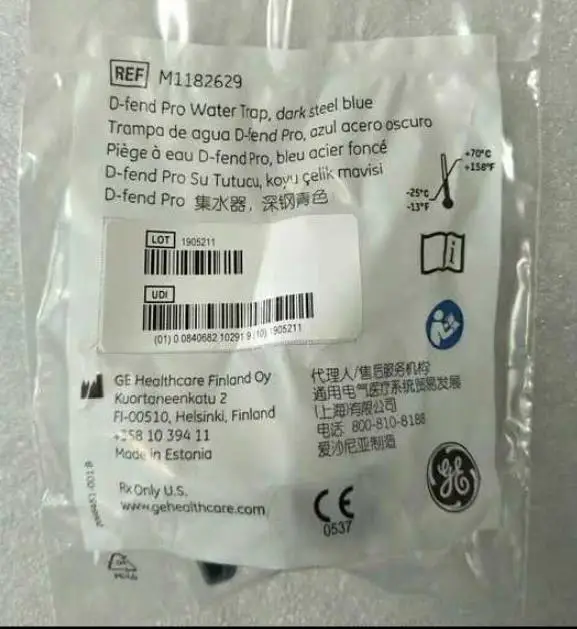 REF M1182629
D-fend Pro Water Trap, dark steel blue
Trampa de agua D-fend Pro, azul acero oscuro
Piège à eau D-fend Pro, bleu acier foncé
D-fend Pro Su Tutucu, koyu çelik mavisi
D-fend Pro 集水器，深钢青色
+70°C
+158°F
-25°C
-13°F
LOT 1905211
UDI
(01) 0 0840682 10291 9 (10) 1905211
GE Healthcare Finland Oy
Kuortaneenkatu 2
FI-00510, Helsinki, Finland
+358 10 394 11
Made in Estonia
代理人/售后服务机构
通用电气医疗系统贸易发展
(上海)有限公司
电话: 800-810-8188
爱沙尼亚制造
Rx Only U.S.
www.gehealthcare.com
CE
0537
GE